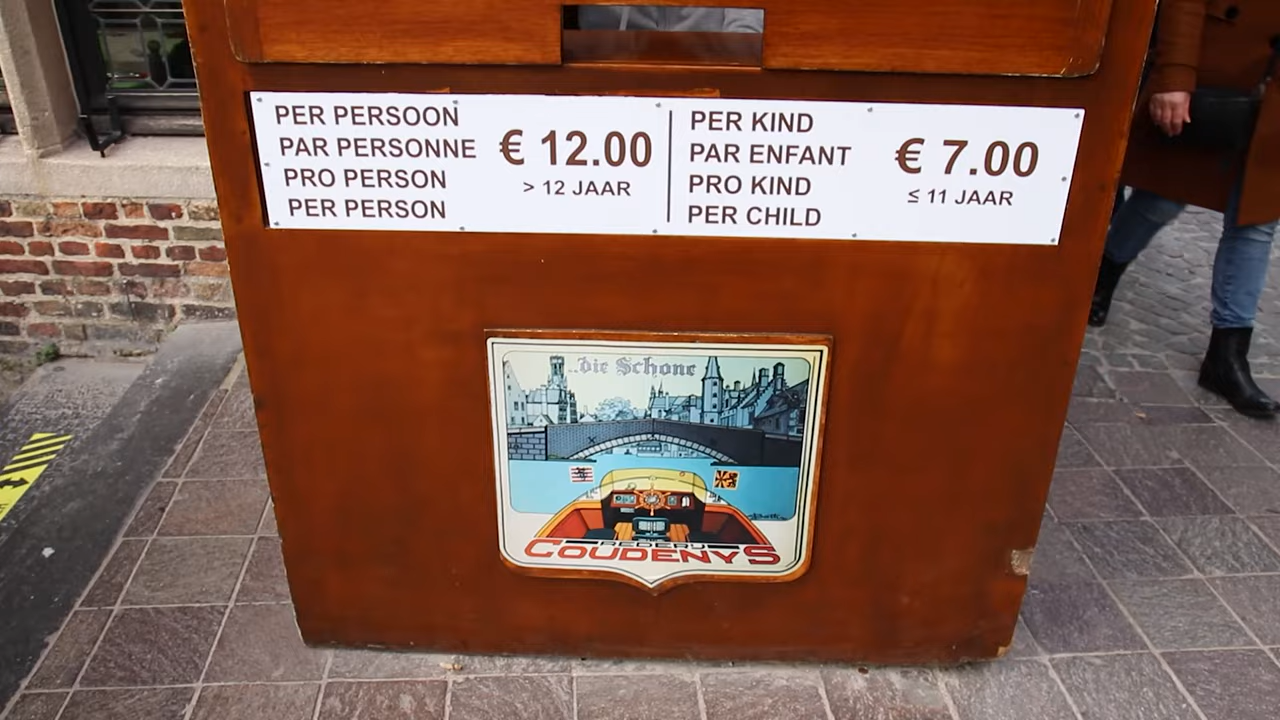 PER PERSOON
PAR PERSONNE
PRO PERSON
PER PERSON
€ 12.00
> 12 JAAR
PER KIND
PAR ENFANT
PRO KIND
PER CHILD
€ 7.00
≤ 11 JAAR
..die Schone
REDERIJ
COUDENYS